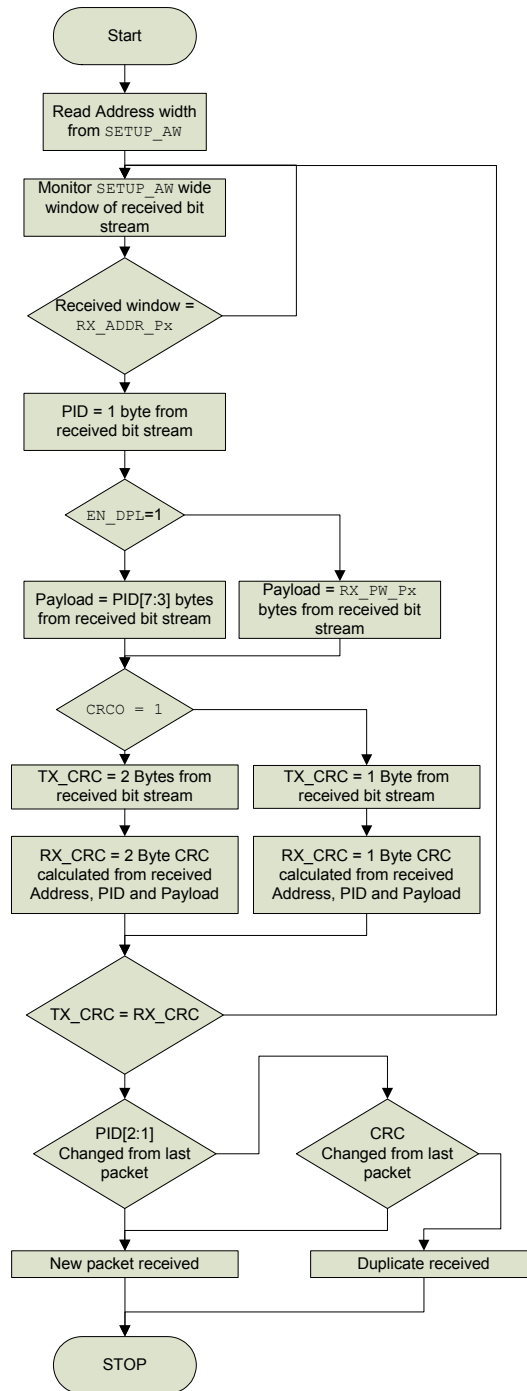 Start
Read Address width
from SETUP_AW
Monitor SETUP_AW wide
window of received bit
stream
Received window =
RX_ADDR_Px
PID = 1 byte from
received bit stream
EN_DPL=1
Payload = PID[7:3] bytes
from received bit stream
Payload = RX_PW_Px
bytes from received bit
stream
CRCO = 1
TX_CRC = 2 Bytes from
received bit stream
TX_CRC = 1 Byte from
received bit stream
RX_CRC = 2 Byte CRC
calculated from received
Address, PID and Payload
RX_CRC = 1 Byte CRC
calculated from received
Address, PID and Payload
TX_CRC = RX_CRC
PID[2:1]
Changed from last
packet
CRC
Changed from last
packet
New packet received
Duplicate received
STOP